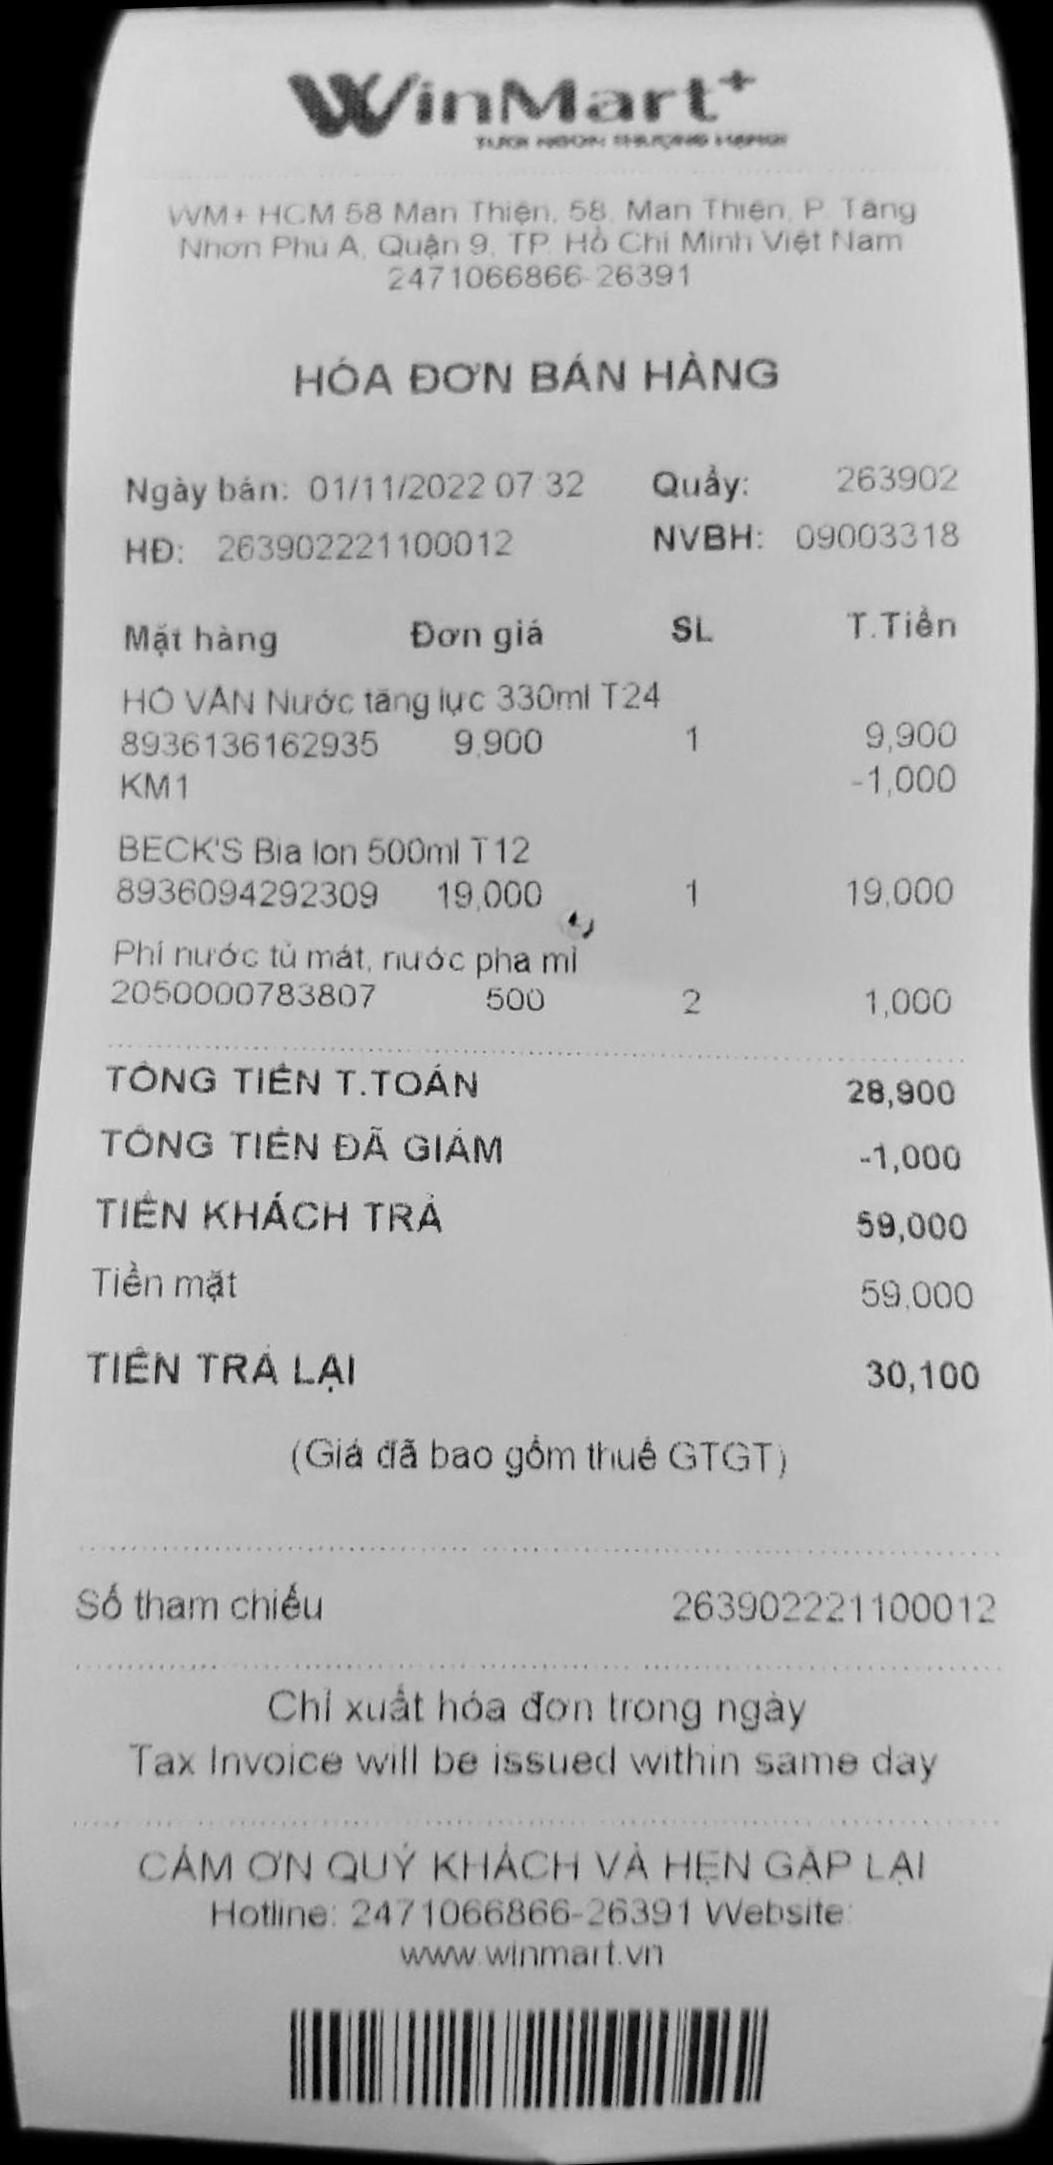 WinMart+
TƯƠI NGON THƯỢNG HẠNG!
WM+ HCM 58 Man Thiện, 58, Man Thiện, P. Tăng
Nhơn Phú A, Quận 9, TP. Hồ Chí Minh Việt Nam
2471066866-26391
HÓA ĐƠN BÁN HÀNG
Ngày bán: 01/11/2022 07:32 Quầy: 263902
HĐ: 263902221100012 NVBH: 09003318
Mặt hàng Đơn giá SL T.Tiền
HỔ VẰN Nước tăng lực 330ml T24
8936136162935 9,900 1 9,900
KM1 -1,000
BECK'S Bia lon 500ml T12
8936094292309 19,000 1 19,000
Phí nước tủ mát, nước pha mì
2050000783807 500 2 1,000
TỔNG TIỀN T.TOÁN 28,900
TỔNG TIỀN ĐÃ GIẢM -1,000
TIỀN KHÁCH TRẢ 59,000
Tiền mặt 59,000
TIỀN TRẢ LẠI 30,100
(Giá đã bao gồm thuế GTGT)
Số tham chiếu 263902221100012
Chỉ xuất hóa đơn trong ngày
Tax Invoice will be issued within same day
CẢM ƠN QUÝ KHÁCH VÀ HẸN GẶP LẠI
Hotline: 2471066866-26391 Website:
www.winmart.vn